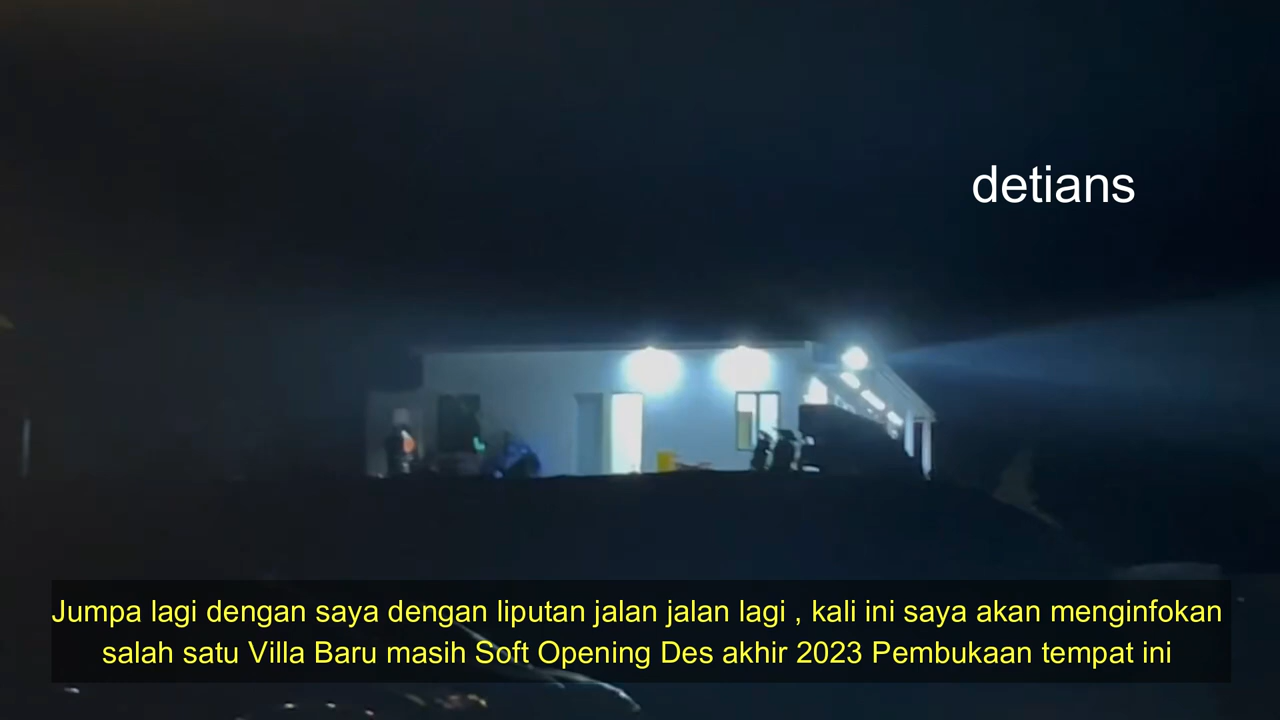 detians
Jumpa lagi dengan saya dengan liputan jalan jalan lagi , kali ini saya akan menginfokan
salah satu Villa Baru masih Soft Opening Des akhir 2023 Pembukaan tempat ini